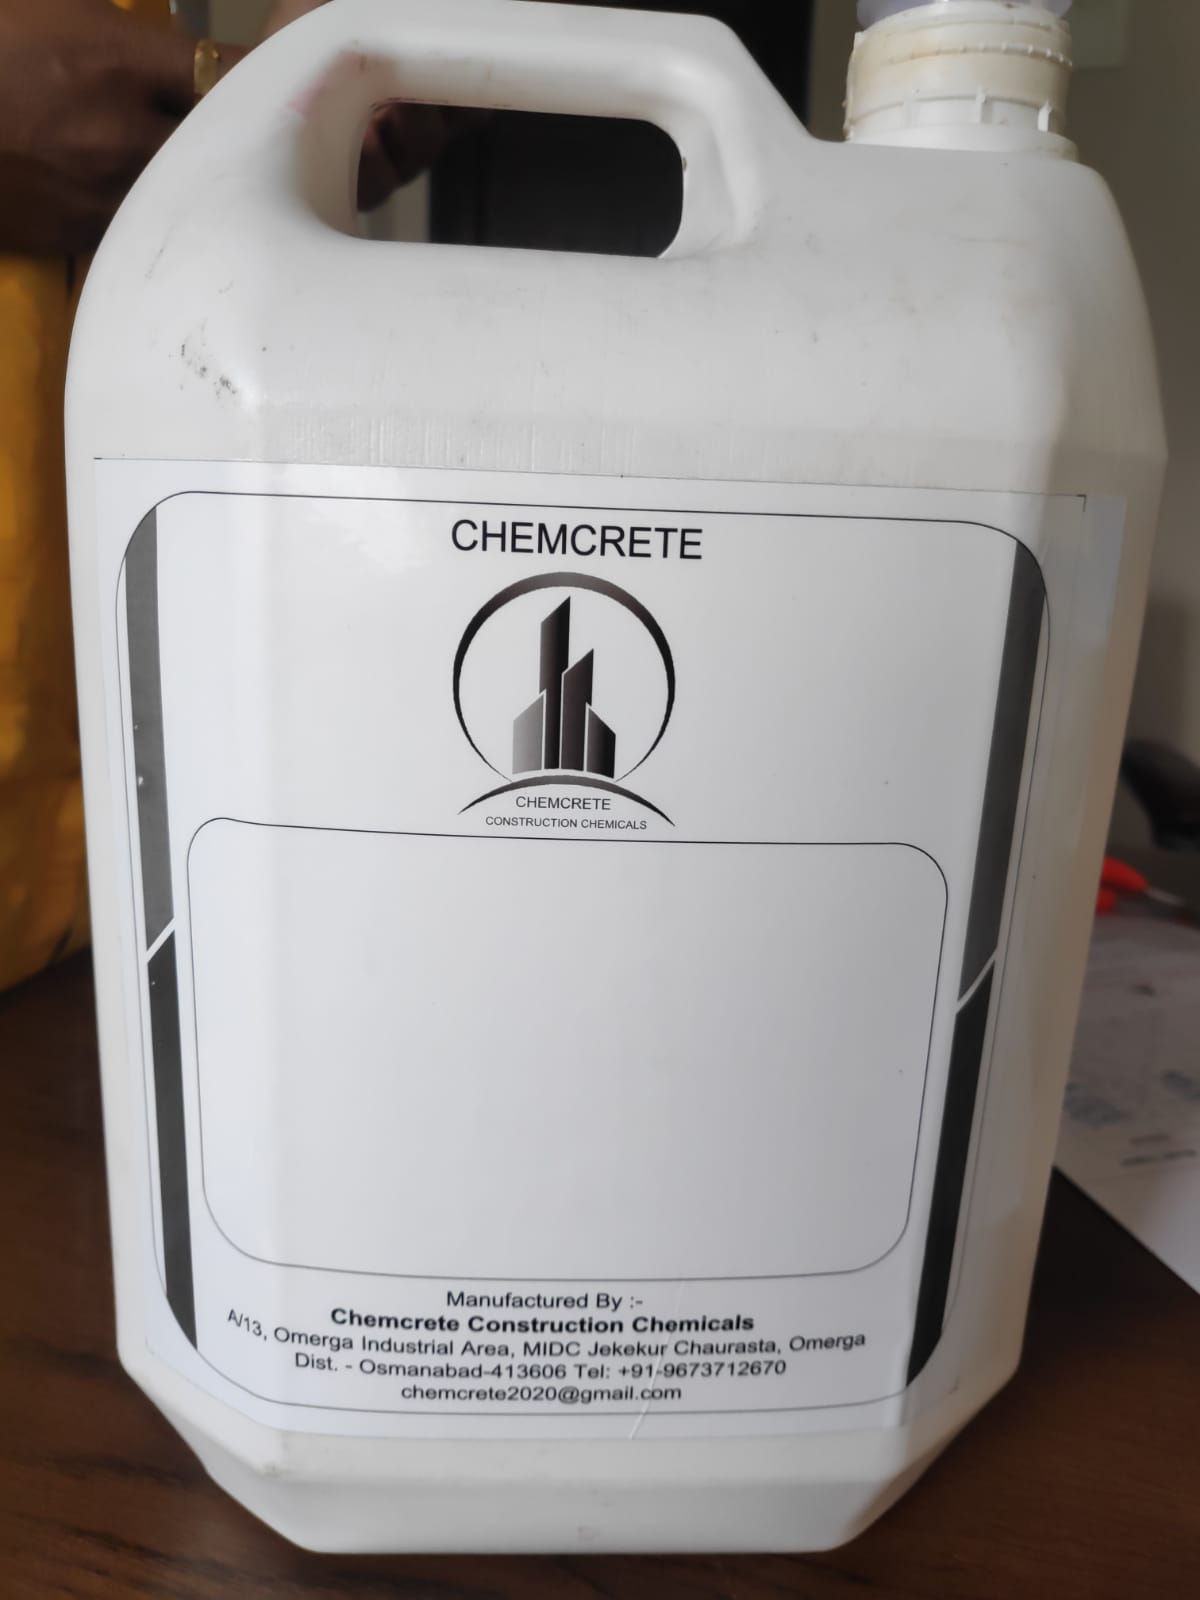 CHEMCRETE
CHEMCRETE
CONSTRUCTION CHEMICALS
Manufactured By :-
Chemcrete Construction Chemicals
A/13, Omerga Industrial Area, MIDC Jekekur Chaurasta, Omerga
Dist. - Osmanabad-413606 Tel: +91-9673712670
chemcrete2020@gmail.com